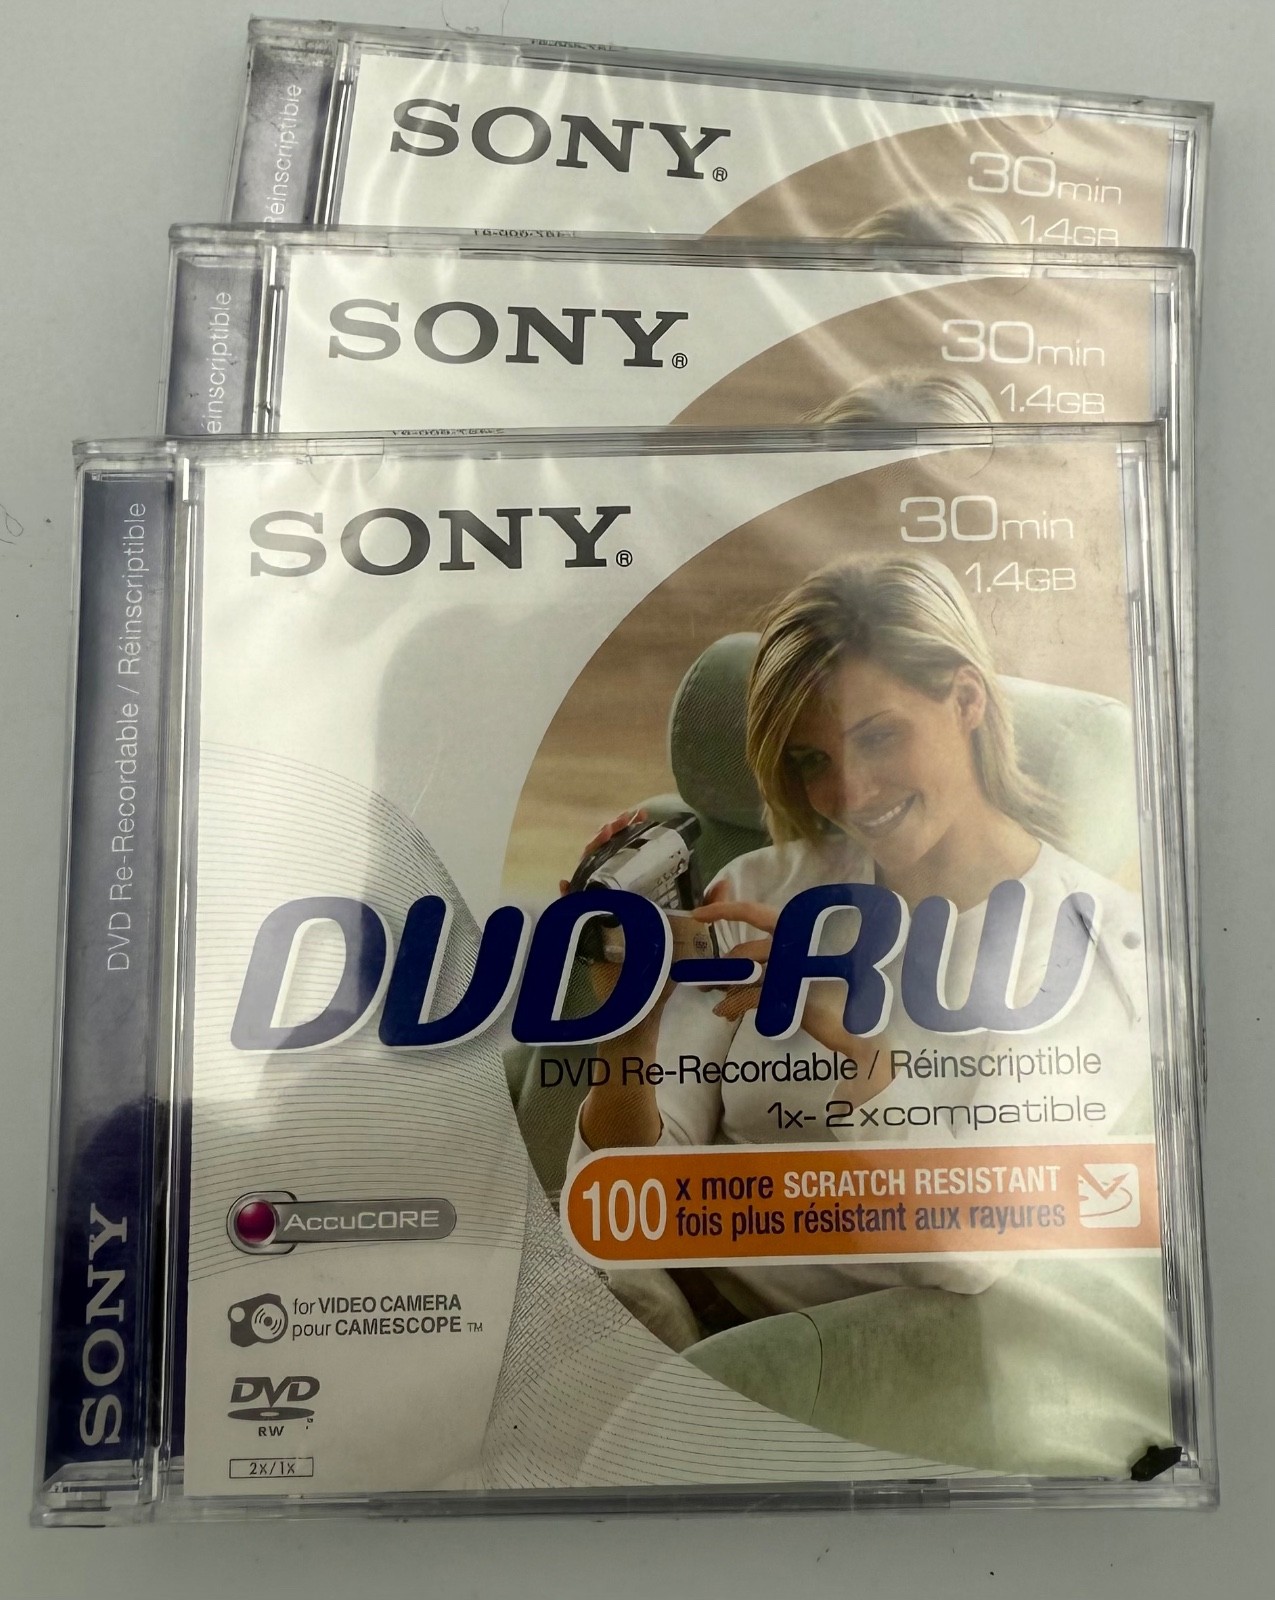 SONY®
30min
1.4GB
Réinscriptible
SONY®
30min
1.4GB
éinscriptible
SONY®
30min
1.4GB
DVD Re-Recordable / Réinscriptible
SONY
DVD-RW
DVD Re-Recordable / Réinscriptible
1x-2xcompatible
100 x more SCRATCH RESISTANT
fois plus résistant aux rayures
AccuCORE
for VIDEO CAMERA
pour CAMESCOPE TM
DVD
RW
2X/1X